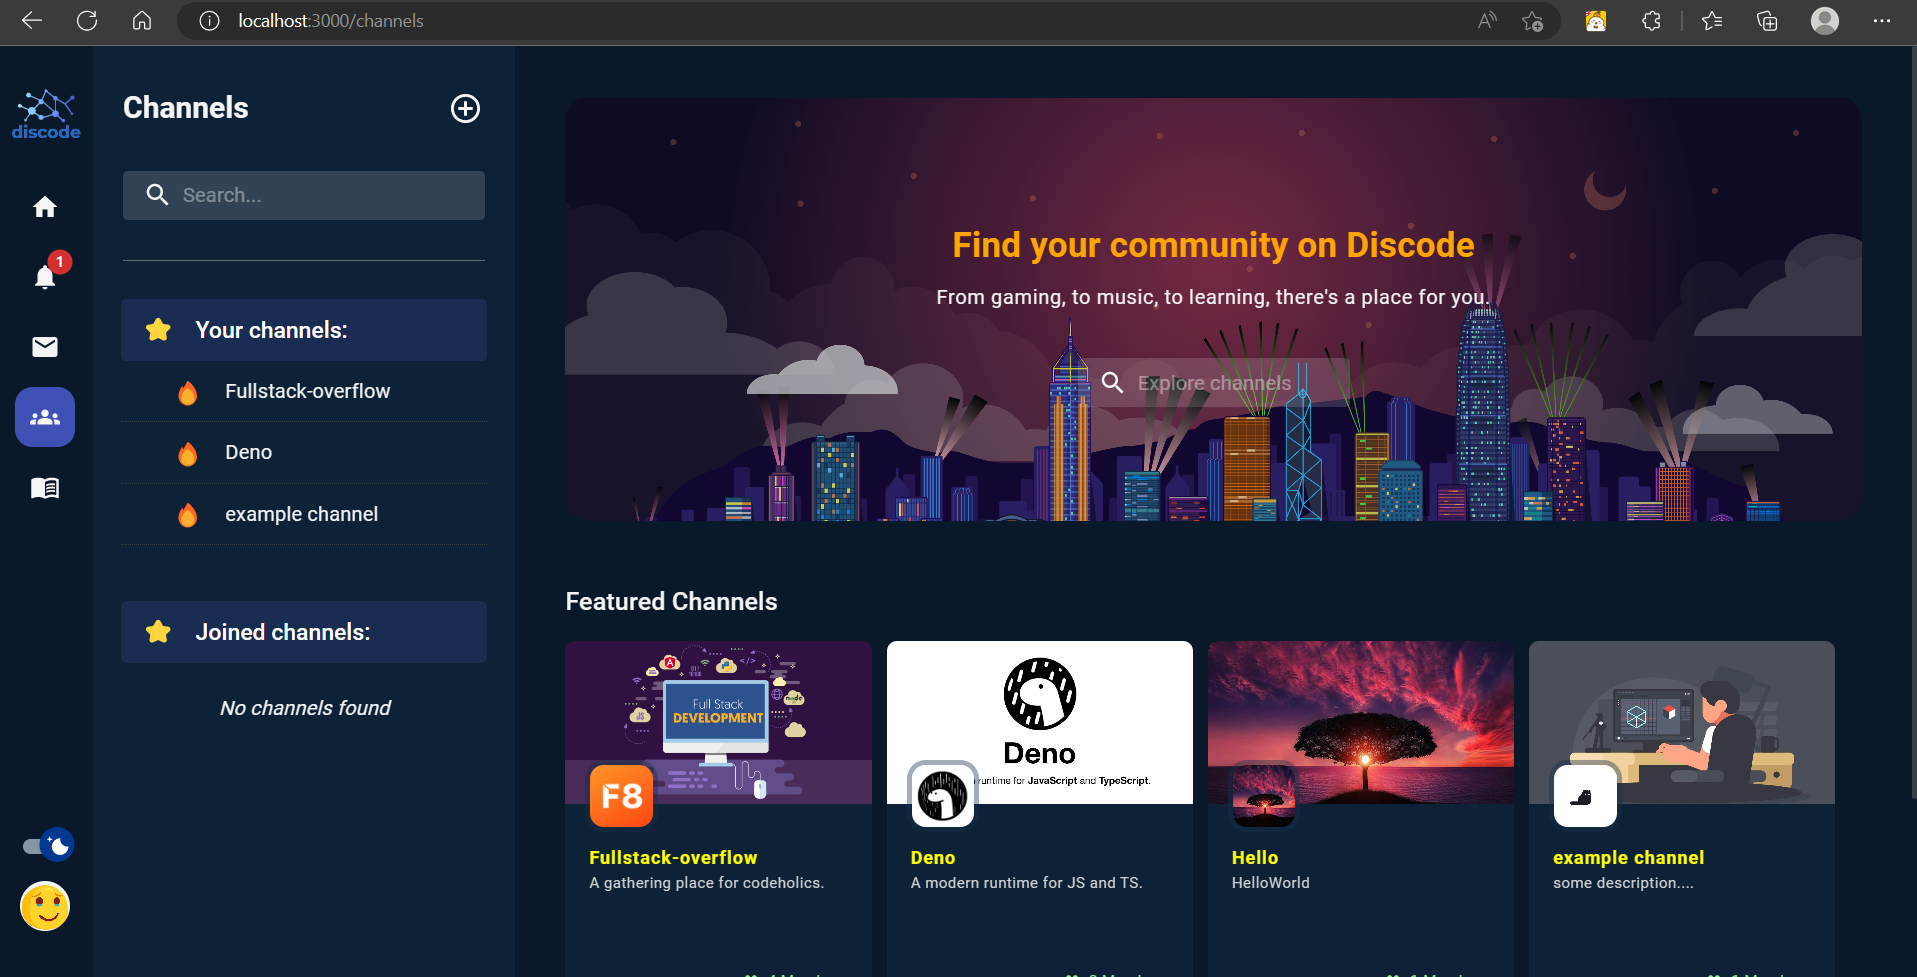 localhost:3000/channels
discode
1
Channels
Search...
Your channels:
Fullstack-overflow
Deno
example channel
Joined channels:
No channels found
Find your community on Discode
From gaming, to music, to learning, there's a place for you.
Explore channels
Featured Channels
Full Stack
DEVELOPMENT
F8
Fullstack-overflow
A gathering place for codeholics.
Deno
runtime for JavaScript and TypeScript.
Deno
A modern runtime for JS and TS.
Hello
HelloWorld
example channel
some description....